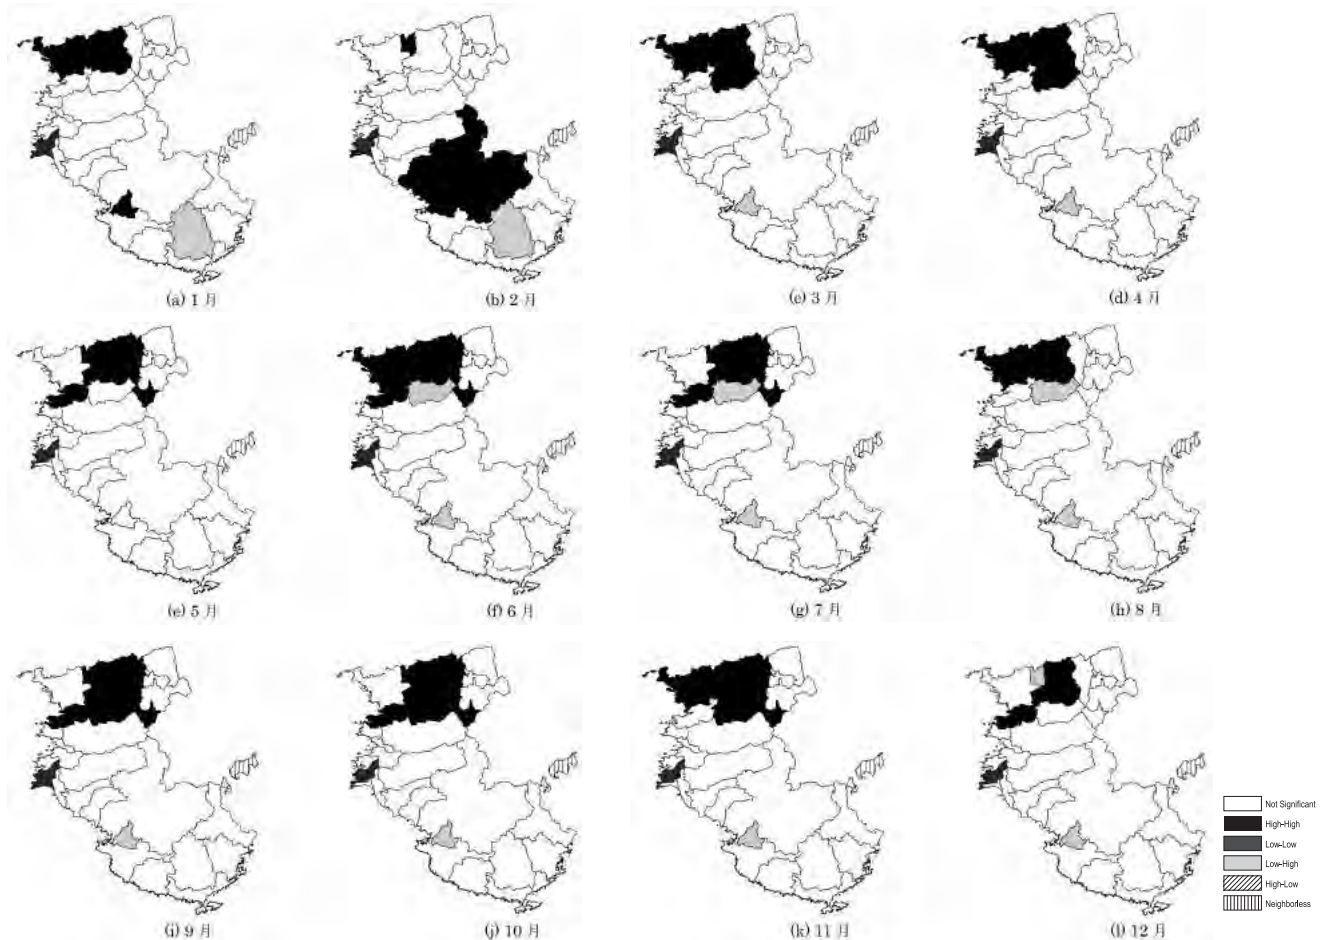 (a) 1 月
(b) 2 月
(c) 3 月
(d) 4 月
(e) 5 月
(f) 6 月
(g) 7 月
(h) 8 月
(i) 9 月
(j) 10 月
(k) 11 月
(l) 12 月
Not Significant
High-High
Low-Low
Low-High
High-Low
Neighborless